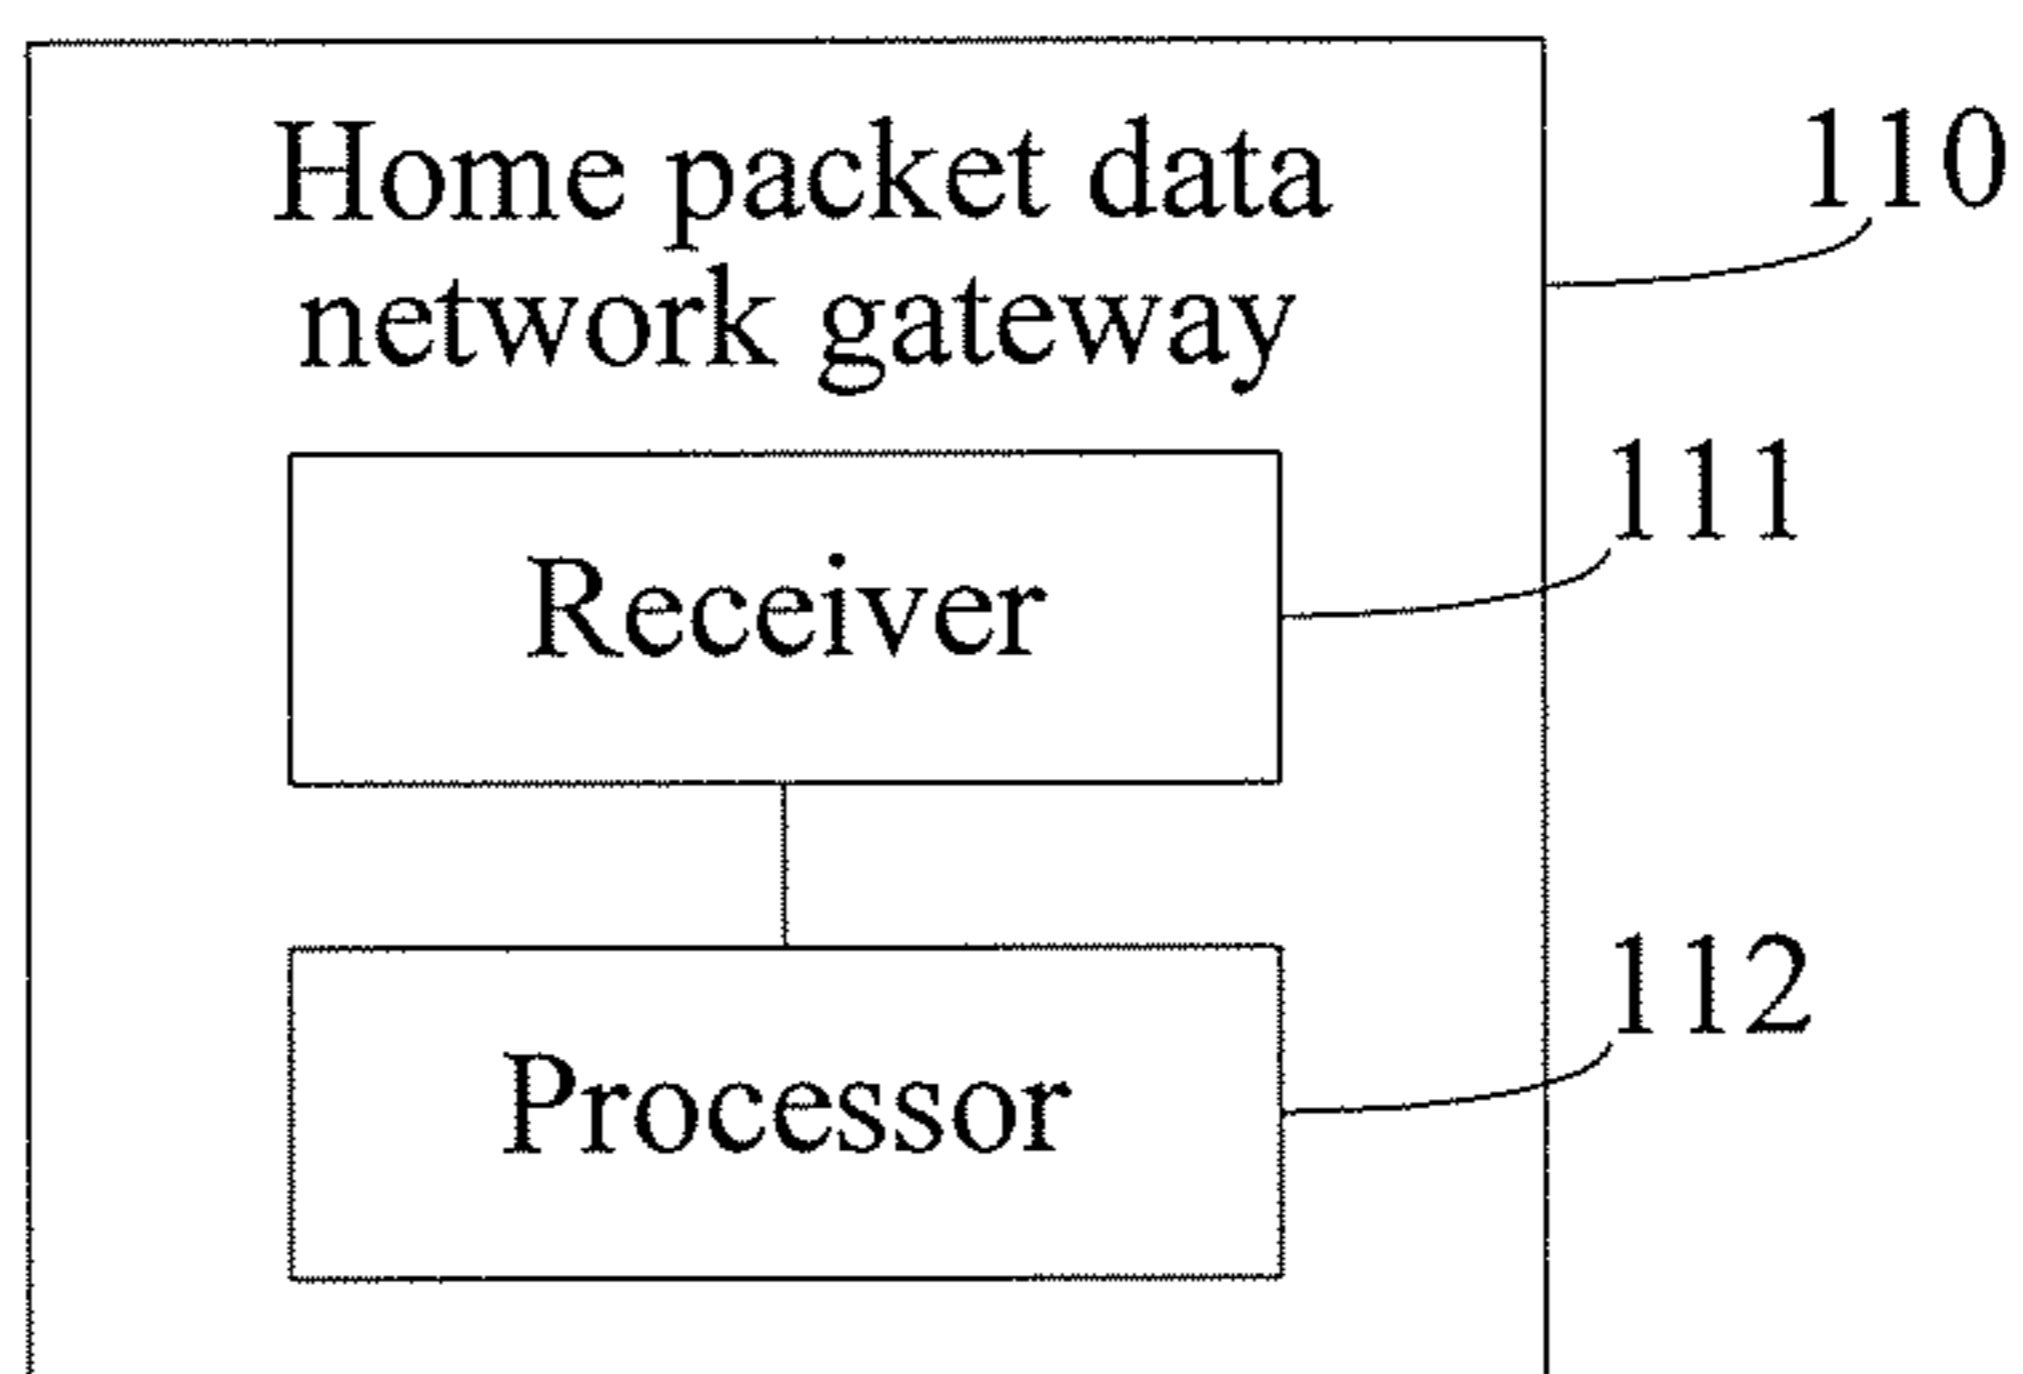 Home packet data
network gateway
110
111
Receiver
112
Processor